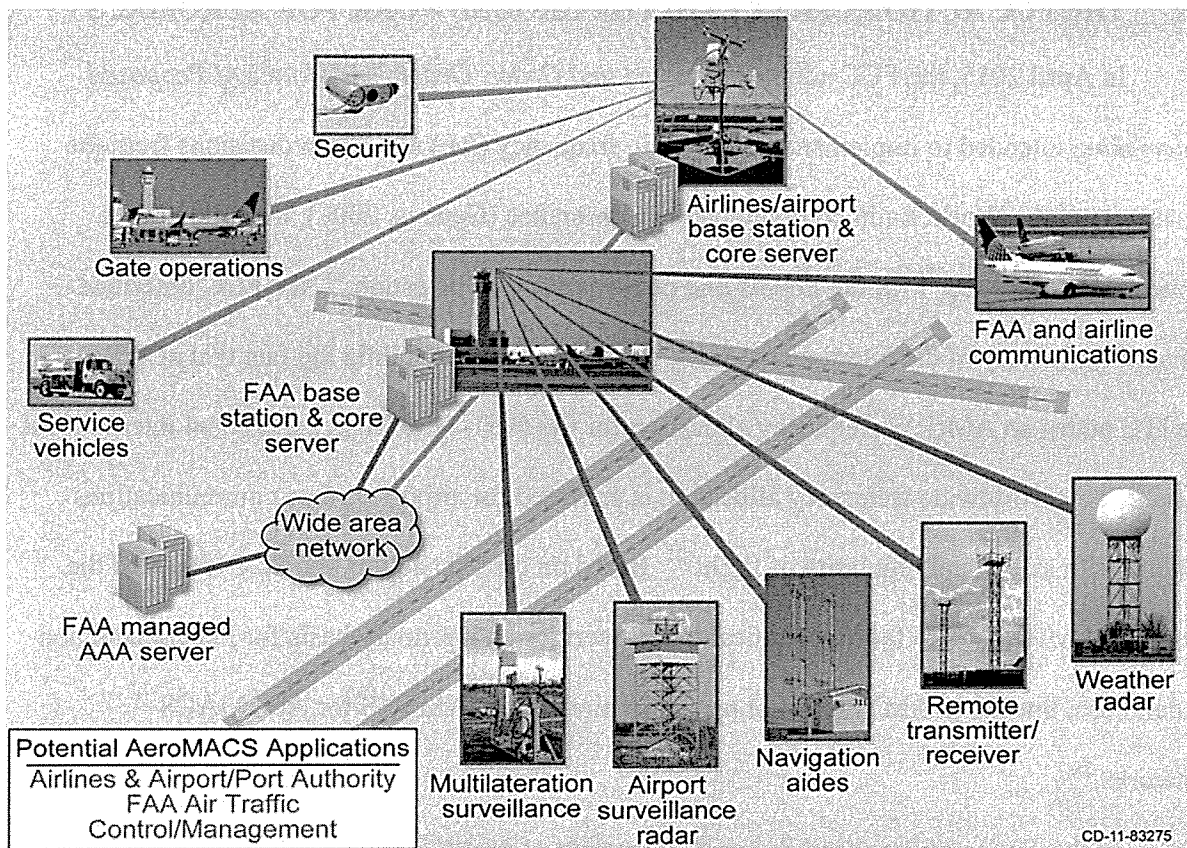 Security
Airlines/airport
base station &
core server
Gate operations
FAA and airline
communications
FAA base
station & core
server
Service
vehicles
Wide area
network
FAA managed
AAA server
Weather
radar
Remote
transmitter/
receiver
Navigation
aides
Airport
surveillance
radar
Multilateration
surveillance
Potential AeroMACS Applications
Airlines & Airport/Port Authority
FAA Air Traffic
Control/Management
CD-11-83275